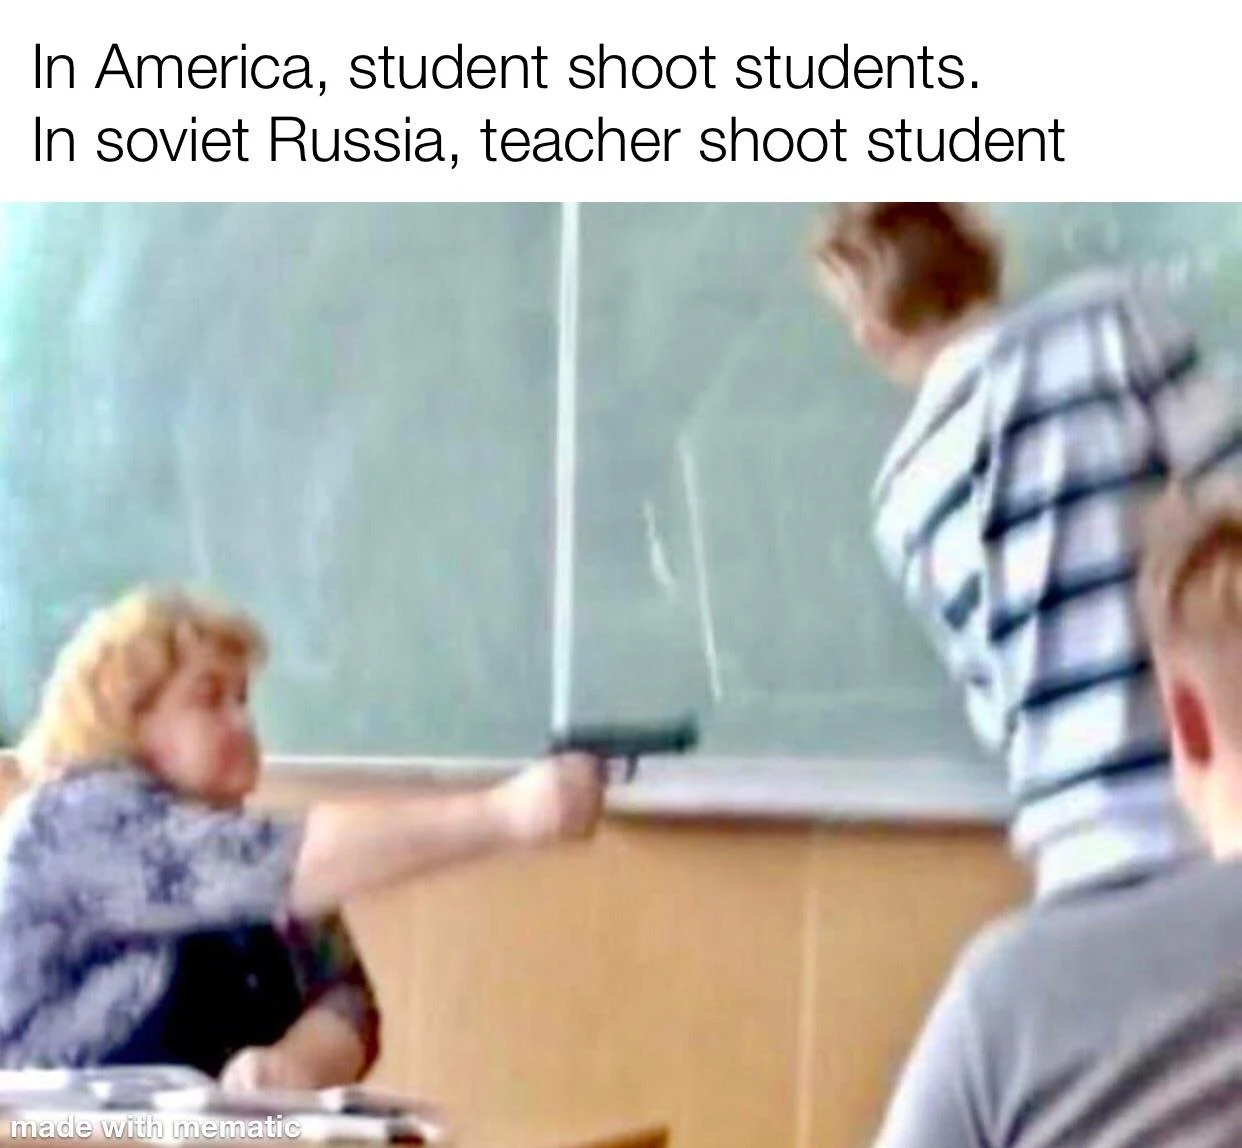 In America, student shoot students.
In soviet Russia, teacher shoot student
made with mematic